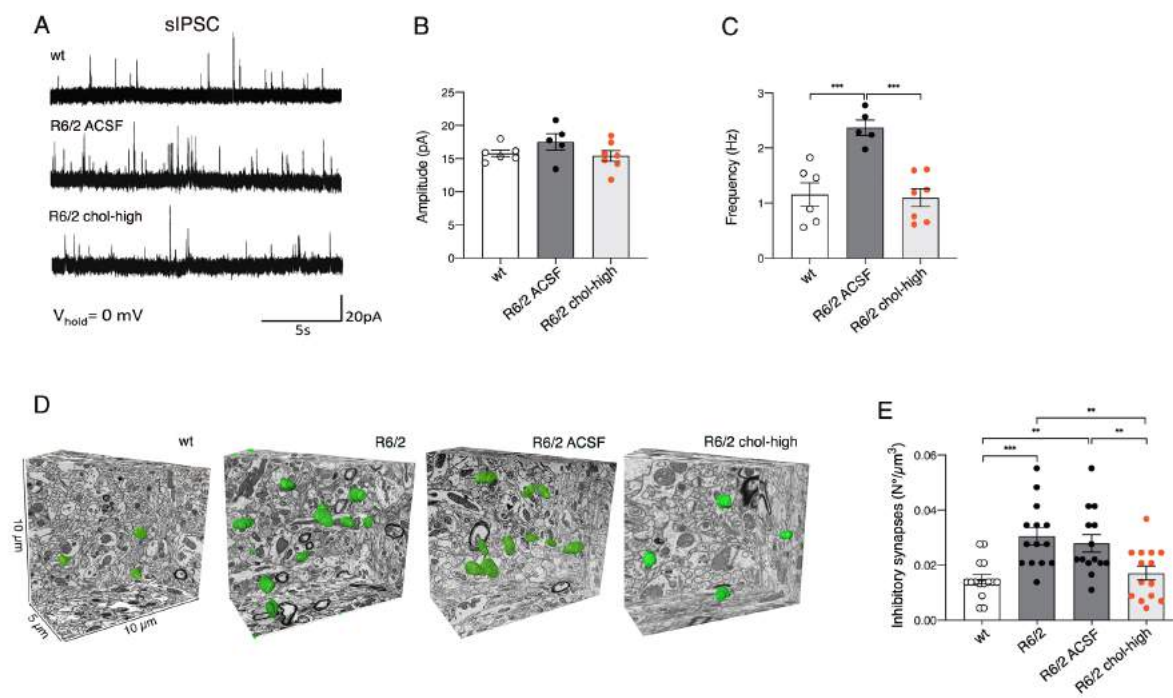 A
sIPSC
wt
R6/2 ACSF
R6/2 chol-high
Vhold= 0 mV
5s
20pA
B
Amplitude (pA)
25
20
15
10
5
0
wt
R6/2 ACSF
R6/2 chol-high
C
Frequency (Hz)
3
2
1
0
***
***
wt
R6/2 ACSF
R6/2 chol-high
D
wt
R6/2
R6/2 ACSF
R6/2 chol-high
10 µm
5 µm
10 µm
E
Inhibitory synapses (N°/µm³)
0.06
0.04
0.02
0.00
**
**
**
***
wt
R6/2
R6/2 ACSF
R6/2 chol-high